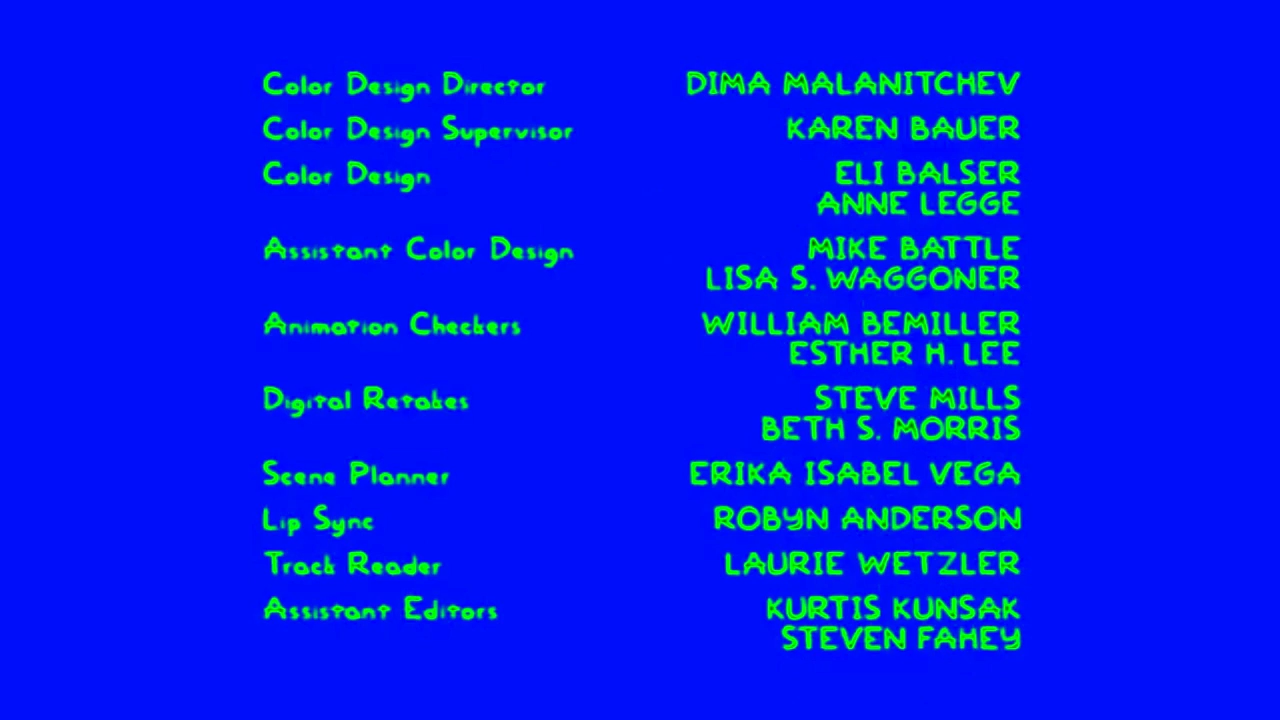 Color Design Director DIMA MALANITCHEV
Color Design Supervisor KAREN BAUER
Color Design ELI BALSER
ANNE LEGGE
Assistant Color Design MIKE BATTLE
LISA S. WAGGONER
Animation Checkers WILLIAM BEMILLER
ESTHER H. LEE
Digital Retakes STEVE MILLS
BETH S. MORRIS
Scene Planner ERIKA ISABEL VEGA
Lip Sync ROBYN ANDERSON
Track Reader LAURIE WETZLER
Assistant Editors KURTIS KUNSAK
STEVEN FAHEY